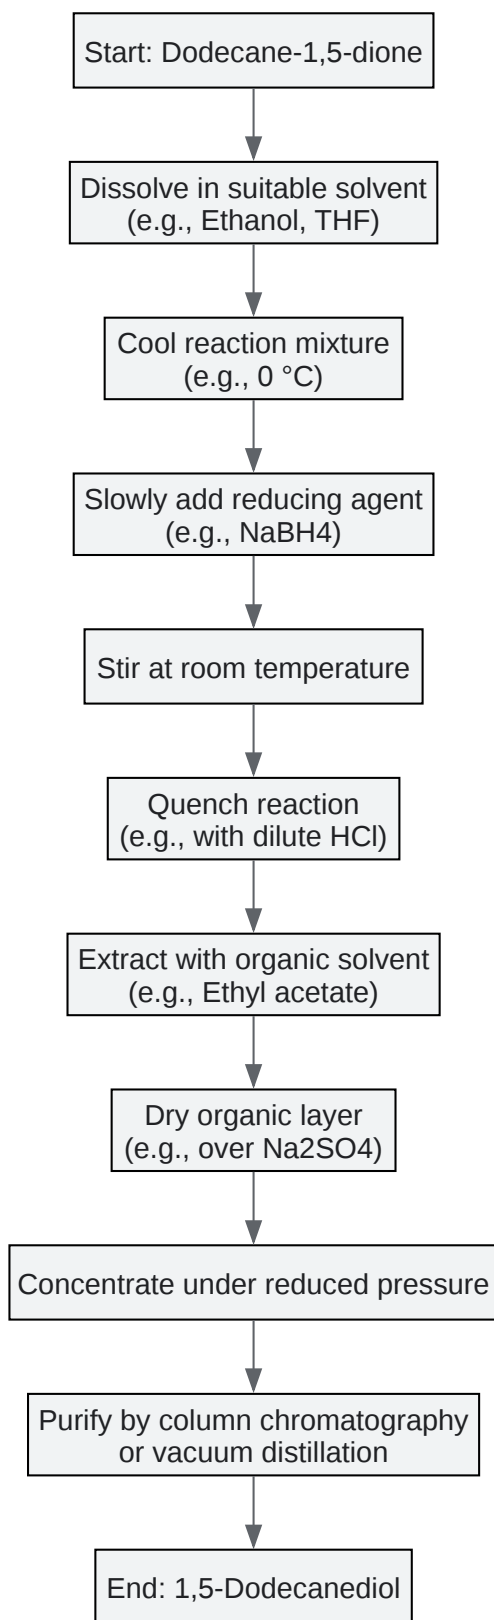 Start: Dodecane-1,5-dione
Dissolve in suitable solvent
(e.g., Ethanol, THF)
Cool reaction mixture
(e.g., 0 °C)
Slowly add reducing agent
(e.g., NaBH4)
Stir at room temperature
Quench reaction
(e.g., with dilute HCl)
Extract with organic solvent
(e.g., Ethyl acetate)
Dry organic layer
(e.g., over Na2SO4)
Concentrate under reduced pressure
Purify by column chromatography
or vacuum distillation
End: 1,5-Dodecanediol